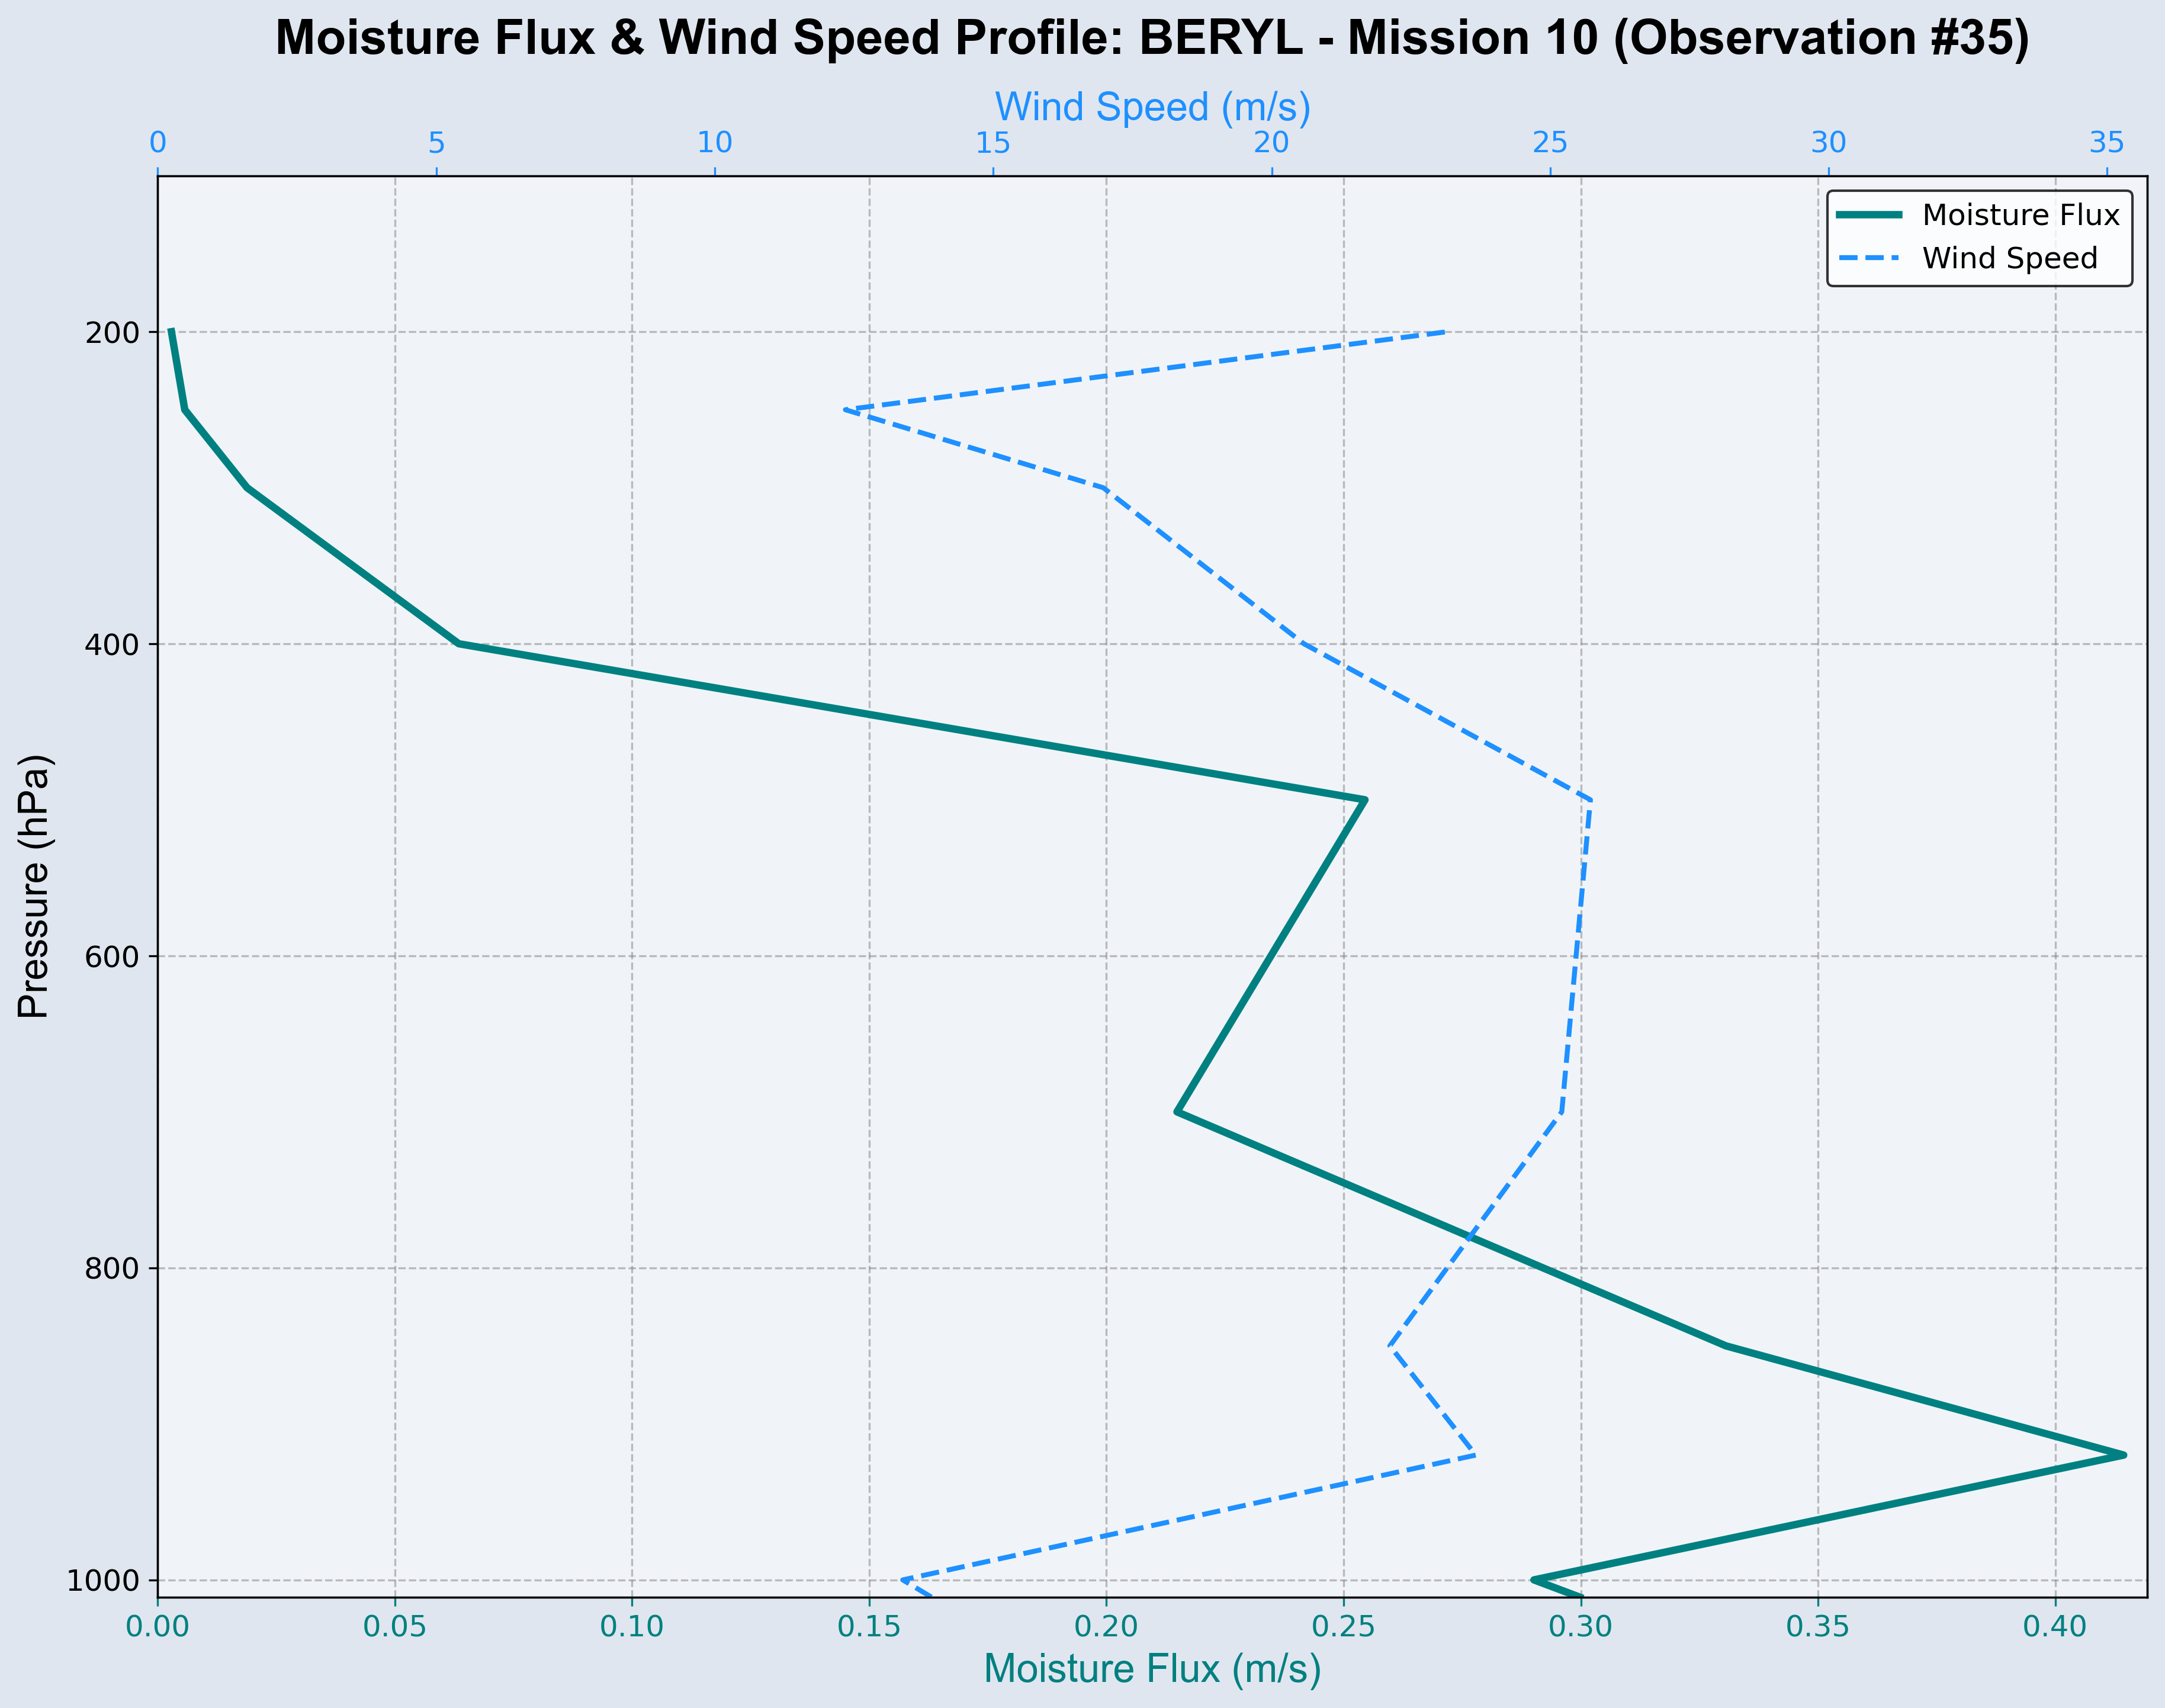 Moisture Flux & Wind Speed Profile: BERYL - Mission 10 (Observation #35)
Wind Speed (m/s)
0 5 10 15 20 25 30 35
Moisture Flux
Wind Speed
200
400
600
800
1000
Pressure (hPa)
0.00 0.05 0.10 0.15 0.20 0.25 0.30 0.35 0.40
Moisture Flux (m/s)